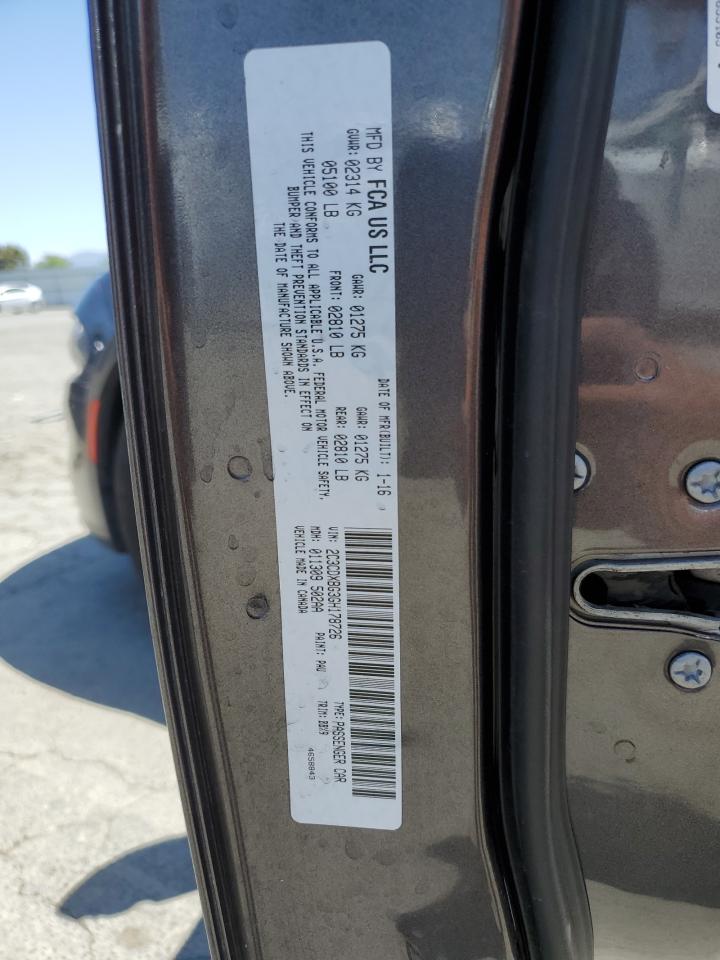 MFD BY FCA US LLC
DATE OF MFR(BUILT): 1-16
GVWR: 02314 KG
GAWR: 01275 KG
GAWR: 01275 KG
05100 LB
FRONT: 02810 LB
REAR: 02810 LB
THIS VEHICLE CONFORMS TO ALL APPLICABLE U.S.A. FEDERAL MOTOR VEHICLE SAFETY,
BUMPER AND THEFT PREVENTION STANDARDS IN EFFECT ON
THE DATE OF MANUFACTURE SHOWN ABOVE.
VIN: 2C3CDXBG3GH178726
TYPE: PASSENGER CAR
MDH: 011309 502AA
PAINT: PAU
TRIM: BBX9
VEHICLE MADE IN CANADA
4658843